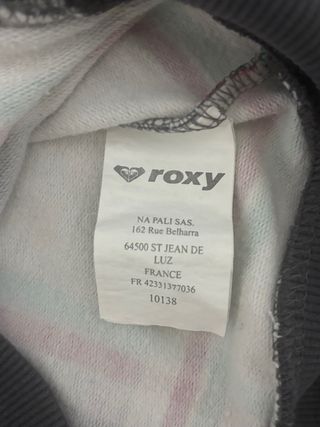 roxy
NA PALI SAS.
162 Rue Belharra
64500 ST JEAN DE
LUZ
FRANCE
FR 42331377036
10138